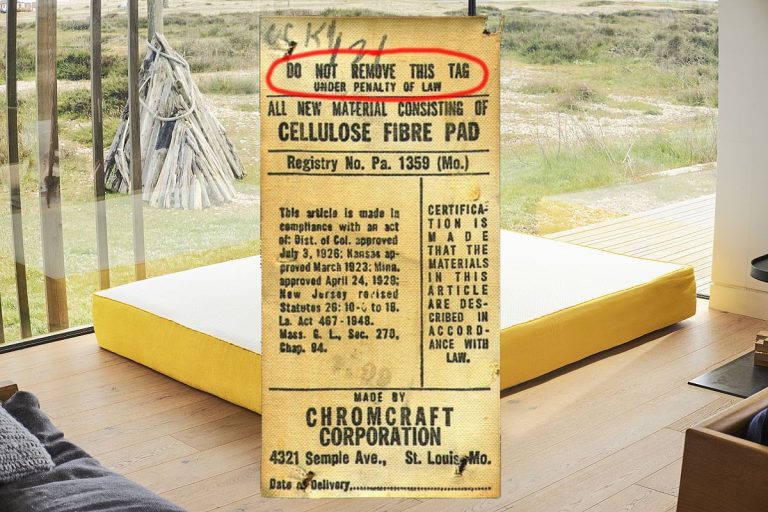 DO NOT REMOVE THIS TAG
UNDER PENALTY OF LAW
ALL NEW MATERIAL CONSISTING OF
CELLULOSE FIBRE PAD
Registry No. Pa. 1359 (Mo.)
This article is made in
compliance with an act
of: Dist. of Col. approved
July 3, 1926; Kansas ap-
proved March 1923; Minn.
approved April 24, 1929;
New Jersey revised
Statutes 26: 10-6 to 18.
La. Act 467-1948.
Mass. G. L., Sec. 270,
Chap. 94.
CERTIFICA-
TION IS
MADE
THAT THE
MATERIALS
IN THIS
ARTICLE
ARE DES-
CRIBED IN
ACCORD-
ANCE WITH
LAW.
MADE BY
CHROMCRAFT
CORPORATION
4321 Semple Ave., St. Louis, Mo.
Date of Delivery